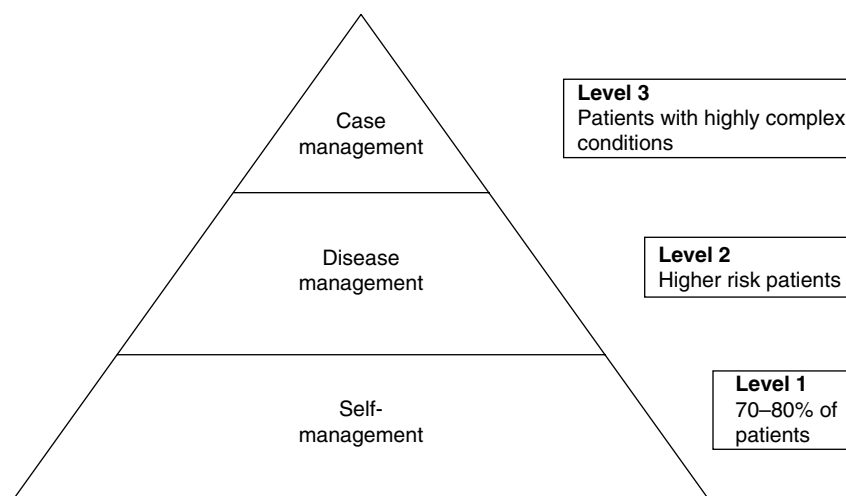 Case
management
Level 3
Patients with highly complex
conditions
Disease
management
Level 2
Higher risk patients
Self-
management
Level 1
70–80% of
patients